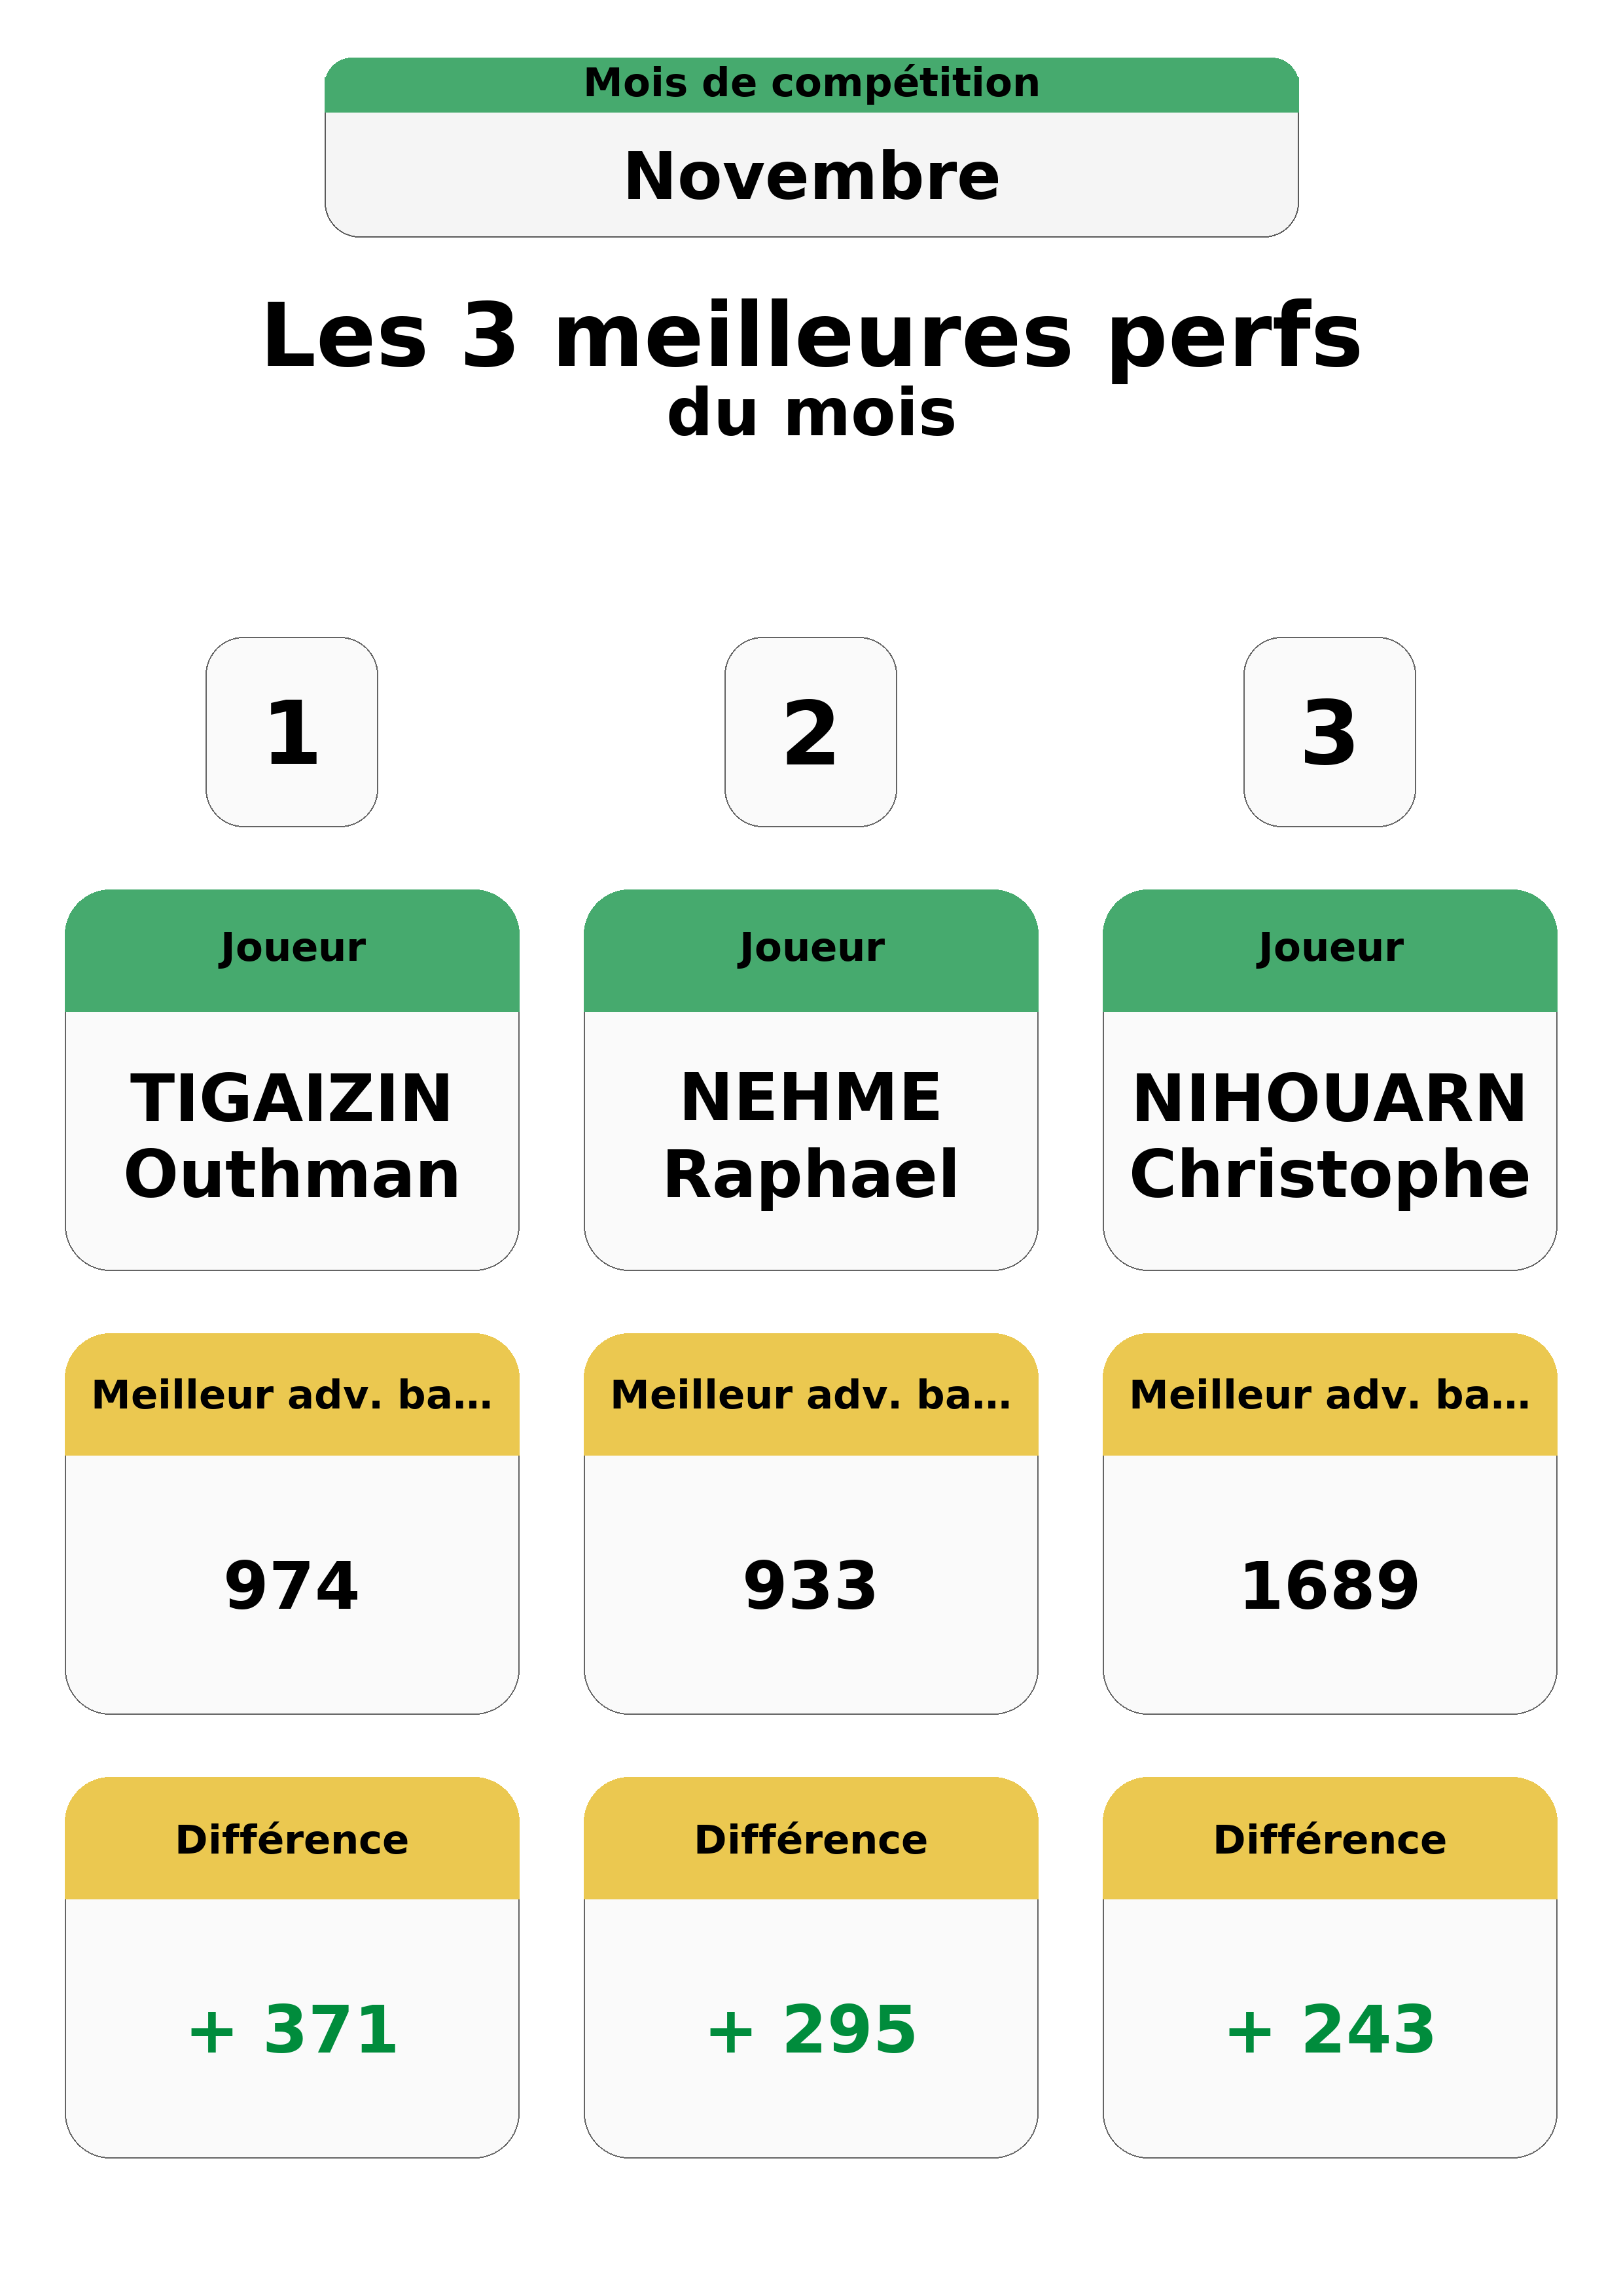 Mois de compétition
Novembre
Les 3 meilleures perfs
du mois
1
2
3
Joueur
Joueur
Joueur
TIGAIZIN
Outhman
NEHME
Raphael
NIHOUARN
Christophe
Meilleur adv. ba...
Meilleur adv. ba...
Meilleur adv. ba...
974
933
1689
Différence
Différence
Différence
+ 371
+ 295
+ 243